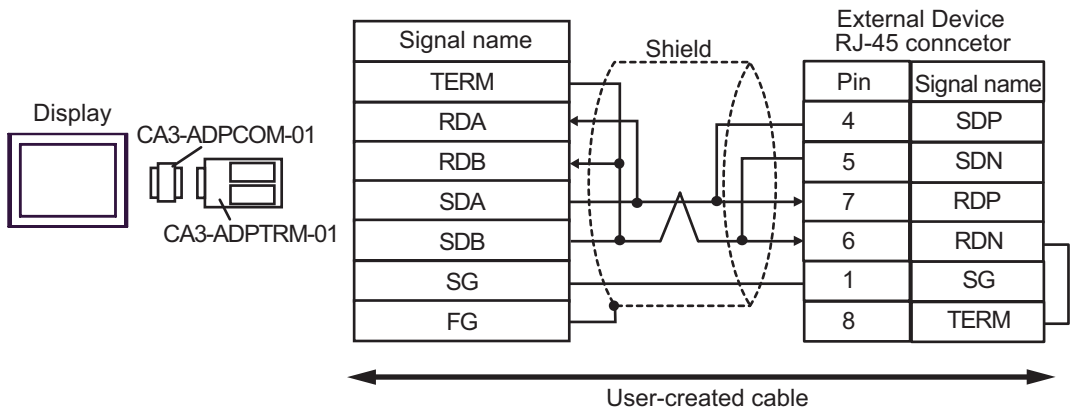 Display
CA3-ADPCOM-01
CA3-ADPTRM-01
Signal name
TERM
RDA
RDB
SDA
SDB
SG
FG
Shield
External Device
RJ-45 conncetor
Pin Signal name
4 SDP
5 SDN
7 RDP
6 RDN
1 SG
8 TERM
User-created cable